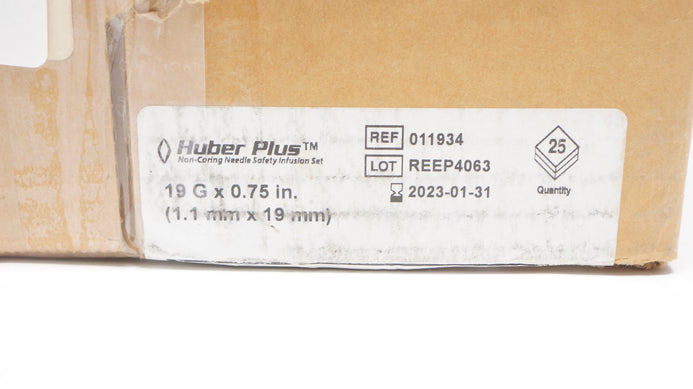 Huber Plus™
Non-Coring Needle Safety Infusion Set
19 G x 0.75 in.
(1.1 mm x 19 mm)
REF 011934
LOT REEP4063
2023-01-31
25
Quantity